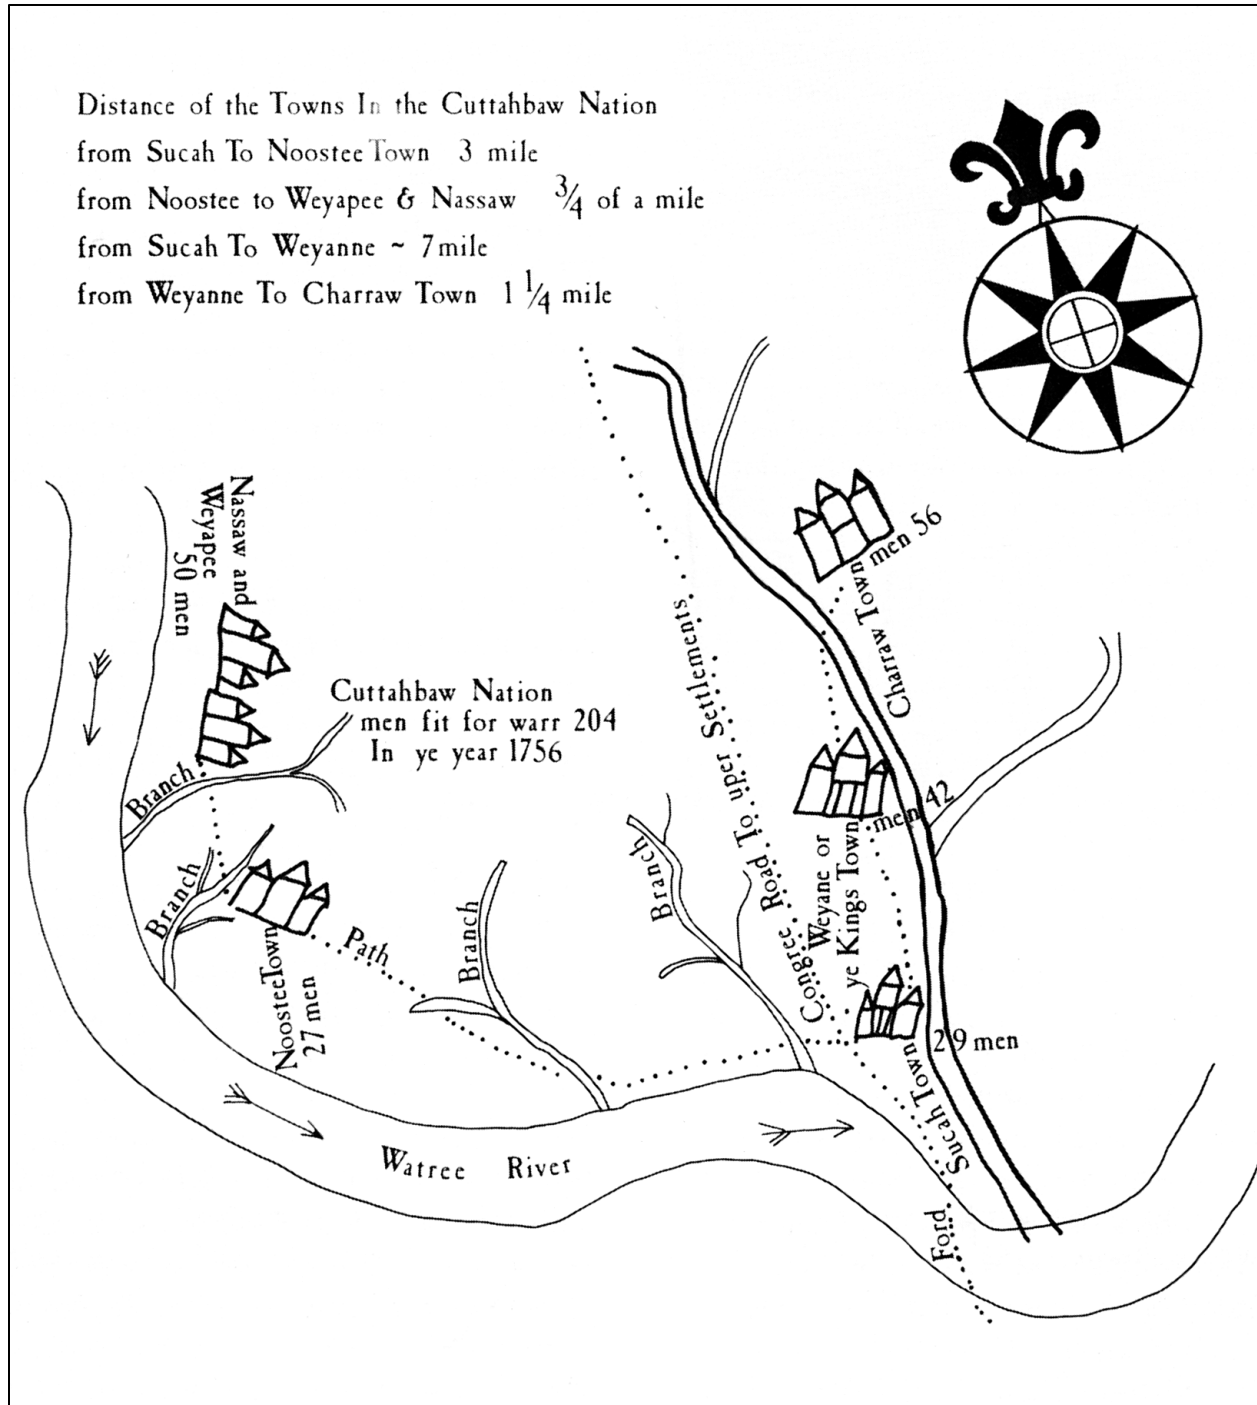 Distance of the Towns In the Cuttahbaw Nation
from Sucah To Noostee Town 3 mile
from Noostee to Weyapee & Nassaw 3/4 of a mile
from Sucah To Weyanne ~ 7 mile
from Weyanne To Charraw Town 1 1/4 mile
Nassaw and
Weyapee
50 men
men 56
Charraw Town
Cuttahbaw Nation
men fit for warr 204
In ye year 1756
Congree Road To uper Settlements
Branch
Branch
Branch
Branch
men 42
Weyane or
ye Kings Town
Noostee Town
27 men
Path
29 men
Sucah Town
Watree River
Ford